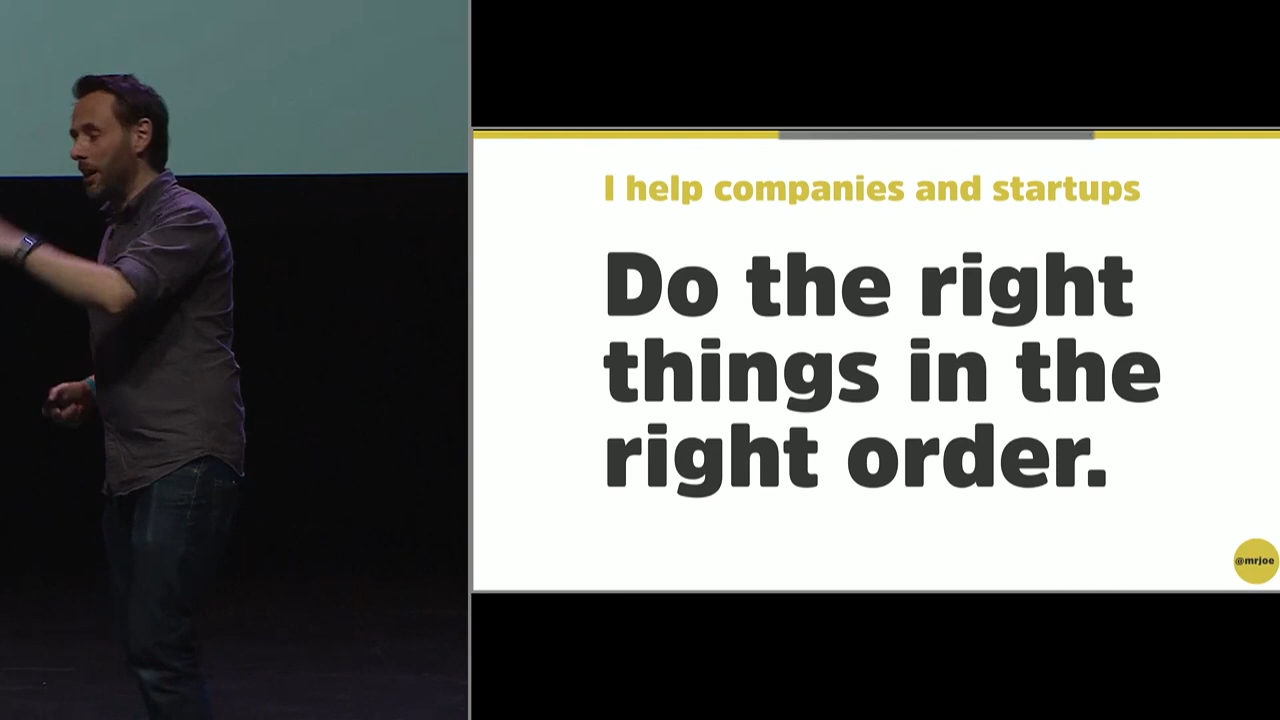 I help companies and startups
Do the right
things in the
right order.
@mrjoe